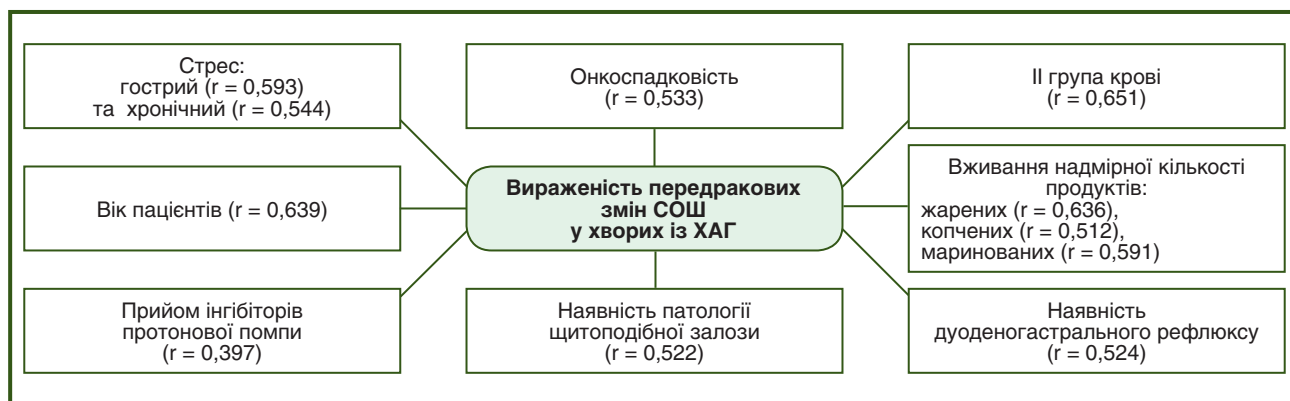 Стрес:
гострий (r = 0,593)
та хронічний (r = 0,544)
Онкоспадковість
(r = 0,533)
ІІ група крові
(r = 0,651)
Вік пацієнтів (r = 0,639)
Вираженість передракових
змін СОШ
у хворих із ХАГ
Вживання надмірної кількості
продуктів:
жарених (r = 0,636),
копчених (r = 0,512),
маринованих (r = 0,591)
Прийом інгібіторів
протонової помпи
(r = 0,397)
Наявність патології
щитоподібної залози
(r = 0,522)
Наявність
дуоденогастрального рефлюксу
(r = 0,524)